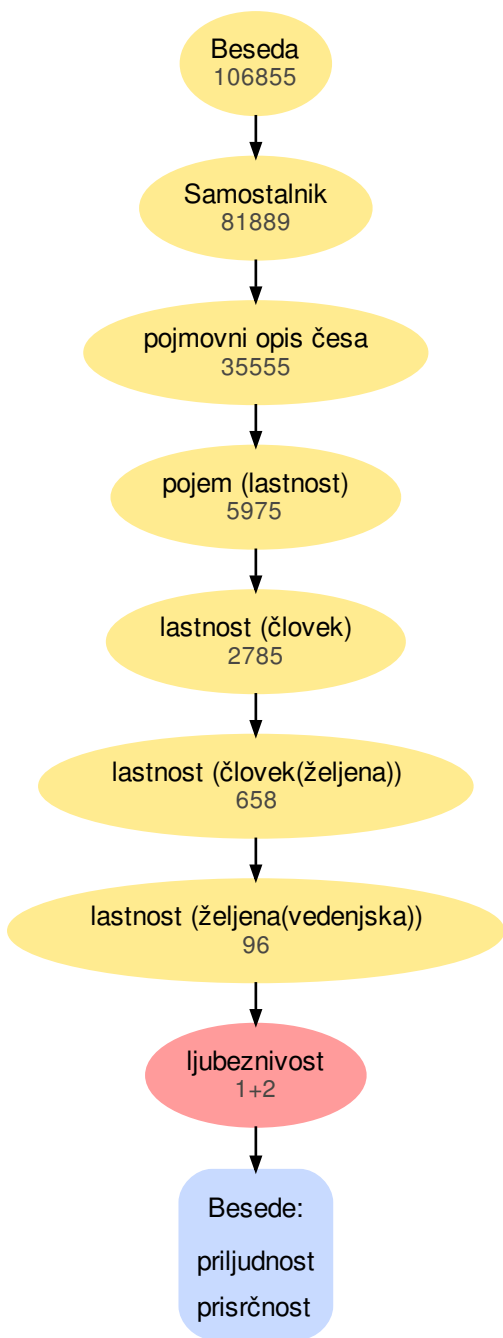 Beseda
106855
Samostalnik
81889
pojmovni opis česa
35555
pojem (lastnost)
5975
lastnost (človek)
2785
lastnost (človek(željena))
658
lastnost (željena(vedenjska))
96
ljubeznivost
1+2
Besede:
priljudnost
prisrčnost